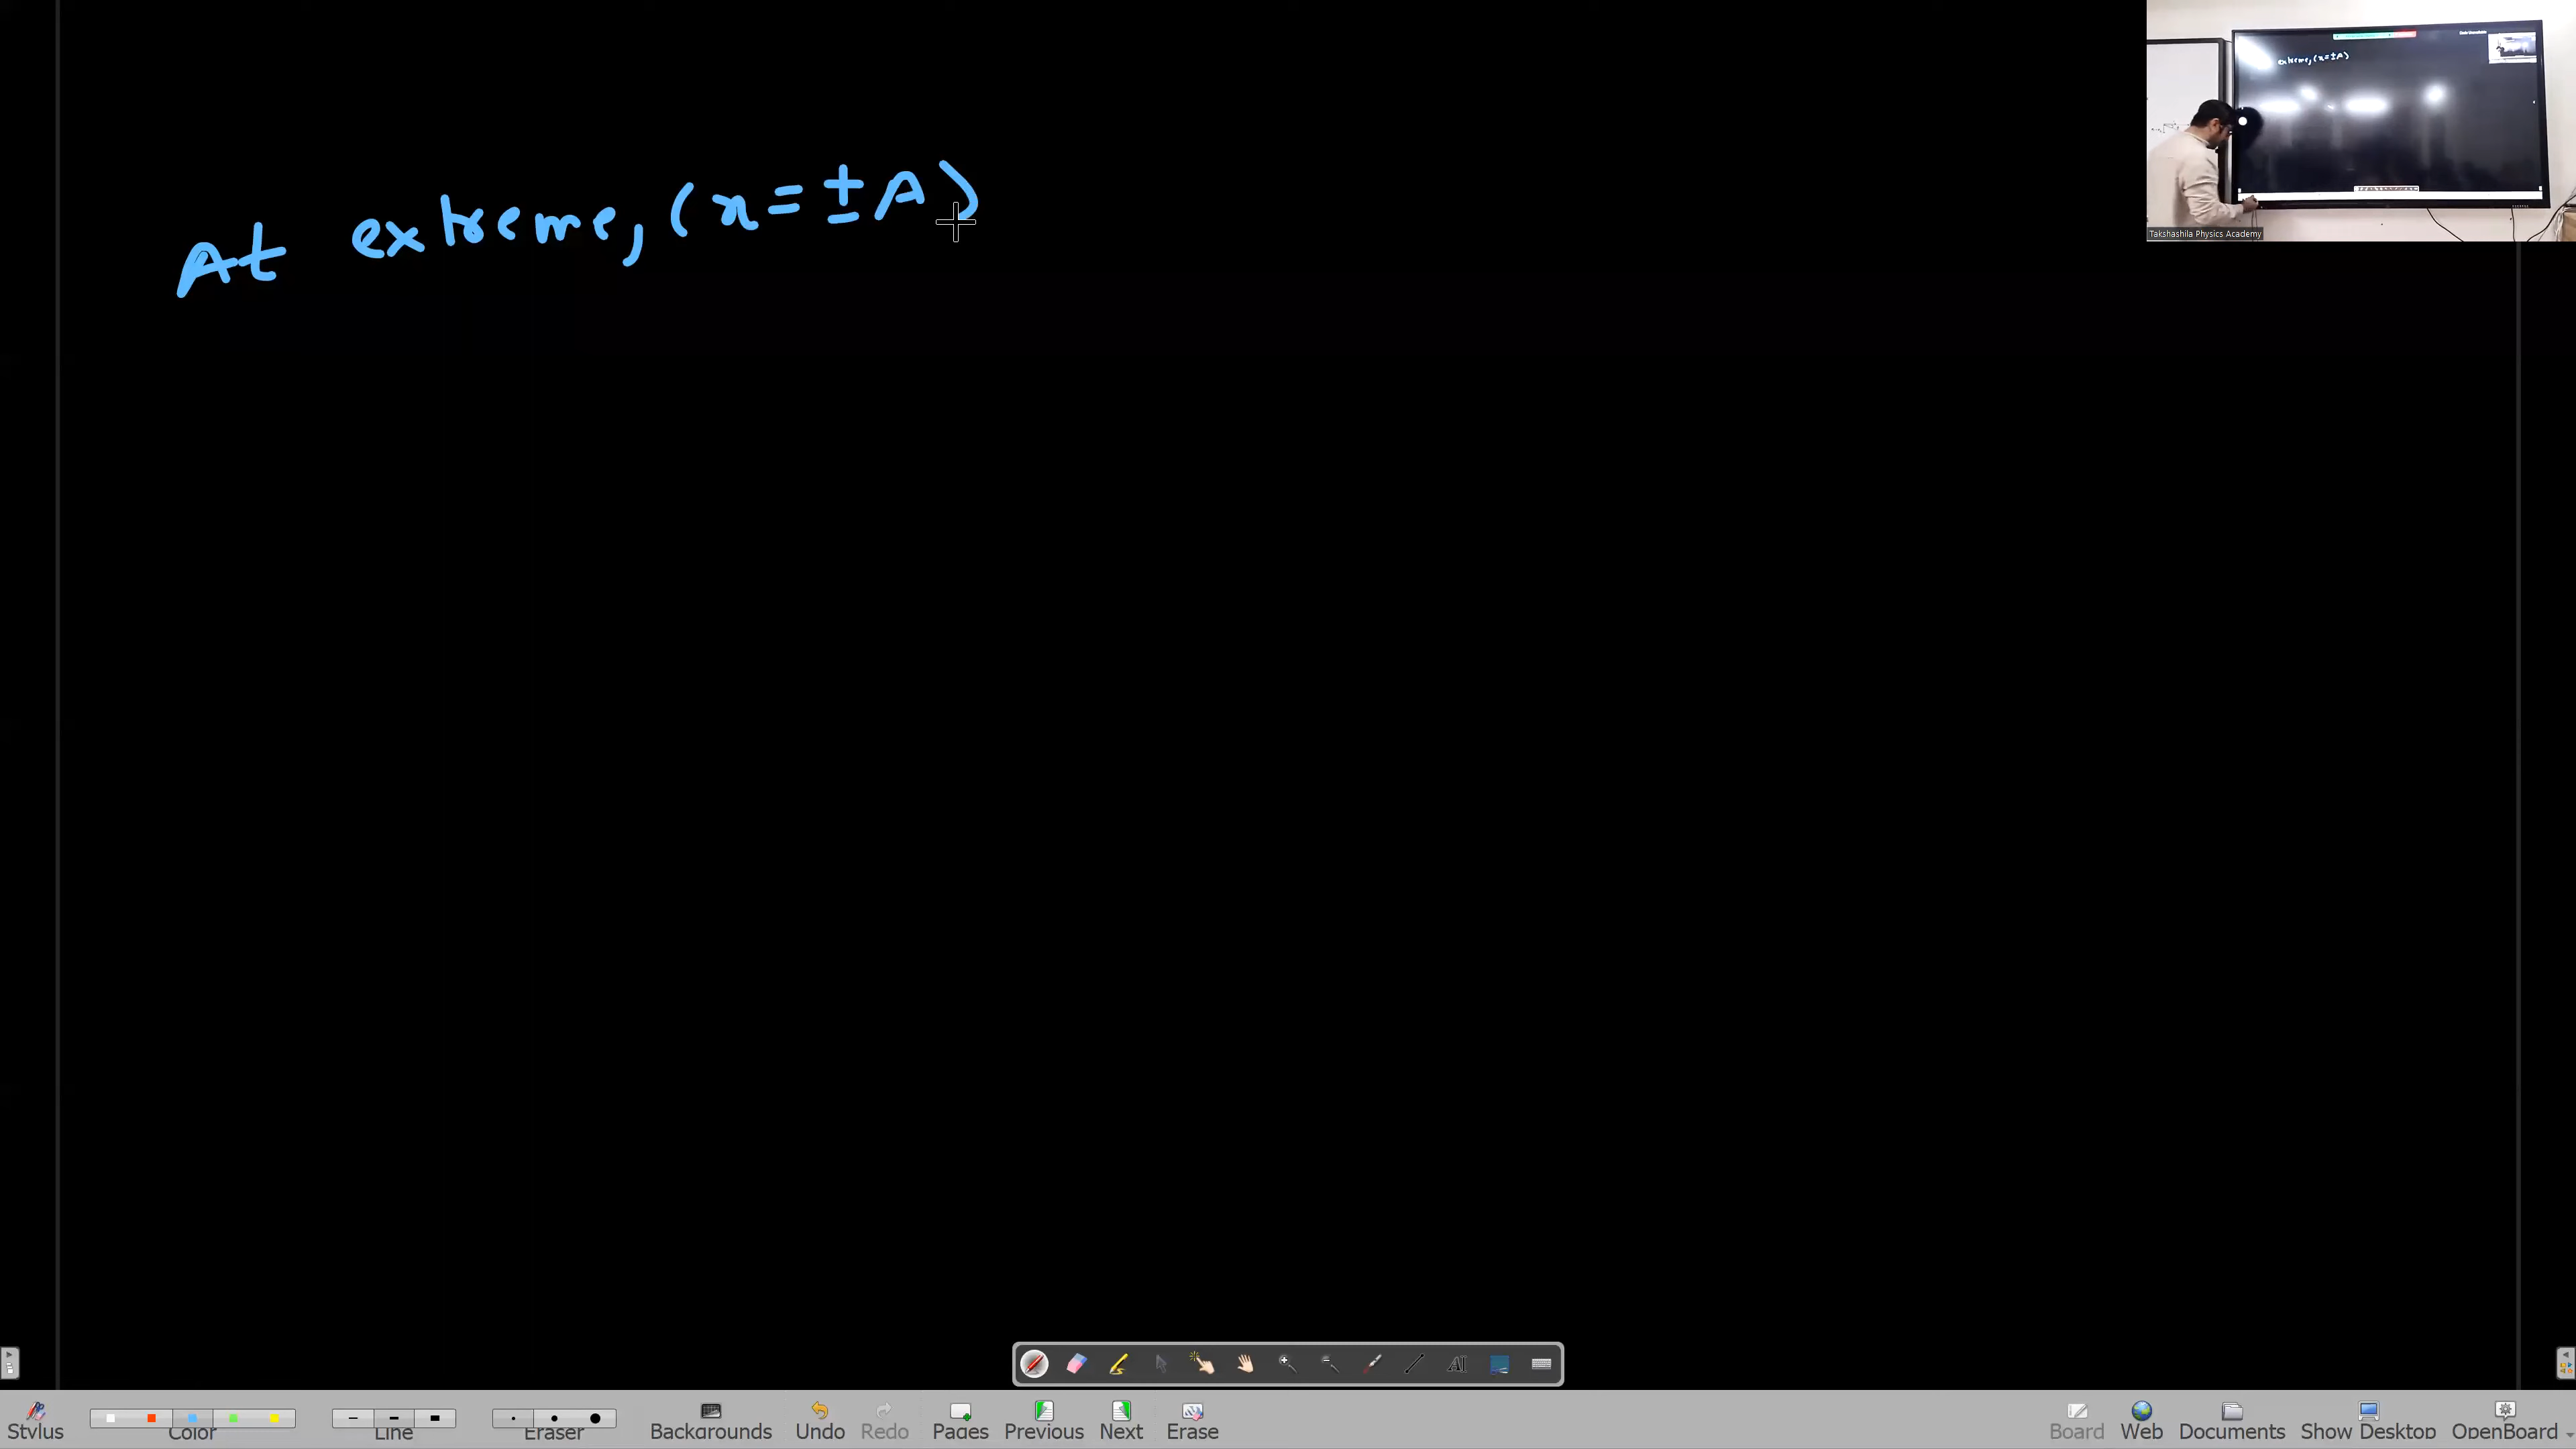 At extreme, (x = ± A)
extreme, (x=±A)
Takshashila Physics Academy
Stylus
Color
Line
Eraser
Backgrounds
Undo
Redo
Pages
Previous
Next
Erase
Board
Web
Documents
Show Desktop
OpenBoard